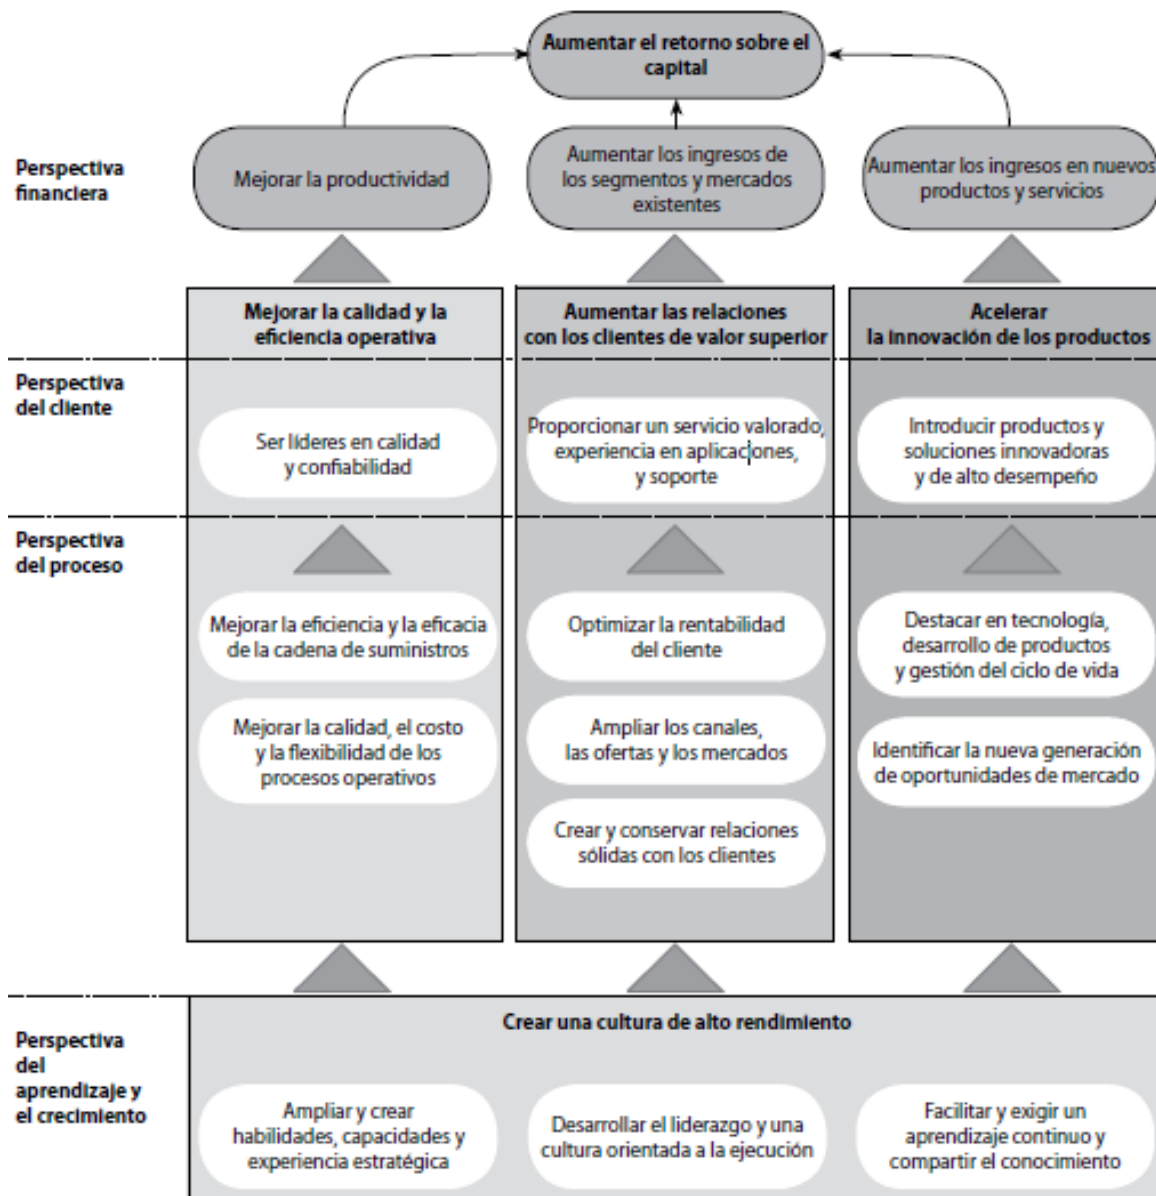 Aumentar el retorno sobre el
capital
Perspectiva
financiera
Mejorar la productividad
Aumentar los ingresos de
los segmentos y mercados
existentes
Aumentar los ingresos en nuevos
productos y servicios
Mejorar la calidad y la
eficiencia operativa
Aumentar las relaciones
con los clientes de valor superior
Acelerar
la innovación de los productos
Perspectiva
del cliente
Ser líderes en calidad
y confiabilidad
Proporcionar un servicio valorado,
experiencia en aplicaciones,
y soporte
Introducir productos y
soluciones innovadoras
y de alto desempeño
Perspectiva
del proceso
Mejorar la eficiencia y la eficacia
de la cadena de suministros
Optimizar la rentabilidad
del cliente
Destacar en tecnología,
desarrollo de productos
y gestión del ciclo de vida
Mejorar la calidad, el costo
y la flexibilidad de los
procesos operativos
Ampliar los canales,
las ofertas y los mercados
Identificar la nueva generación
de oportunidades de mercado
Crear y conservar relaciones
sólidas con los clientes
Perspectiva
del
aprendizaje y
el crecimiento
Crear una cultura de alto rendimiento
Ampliar y crear
habilidades, capacidades y
experiencia estratégica
Desarrollar el liderazgo y una
cultura orientada a la ejecución
Facilitar y exigir un
aprendizaje continuo y
compartir el conocimiento